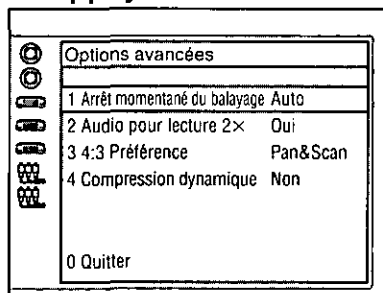 Options avancées
1 Arrêt momentané du balayage Auto
2 Audio pour lecture 2× Oui
3 4:3 Préférence Pan&Scan
4 Compression dynamique Non
0 Quitter